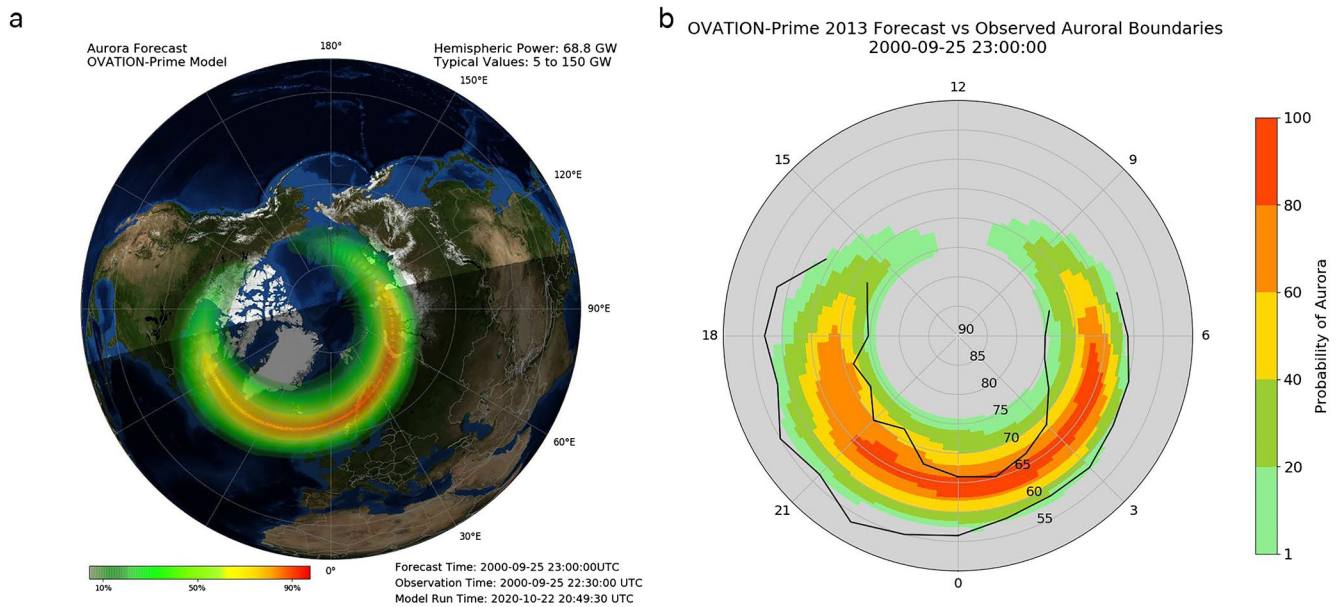 a
Aurora Forecast
OVATION-Prime Model
180°
Hemispheric Power: 68.8 GW
Typical Values: 5 to 150 GW
150°E
120°E
90°E
60°E
30°E
0°
10%
50%
90%
Forecast Time: 2000-09-25 23:00:00UTC
Observation Time: 2000-09-25 22:30:00 UTC
Model Run Time: 2020-10-22 20:49:30 UTC
b
OVATION-Prime 2013 Forecast vs Observed Auroral Boundaries
2000-09-25 23:00:00
12
15
9
18
6
21
3
0
90
85
80
75
70
65
60
55
100
80
60
40
20
1
Probability of Aurora